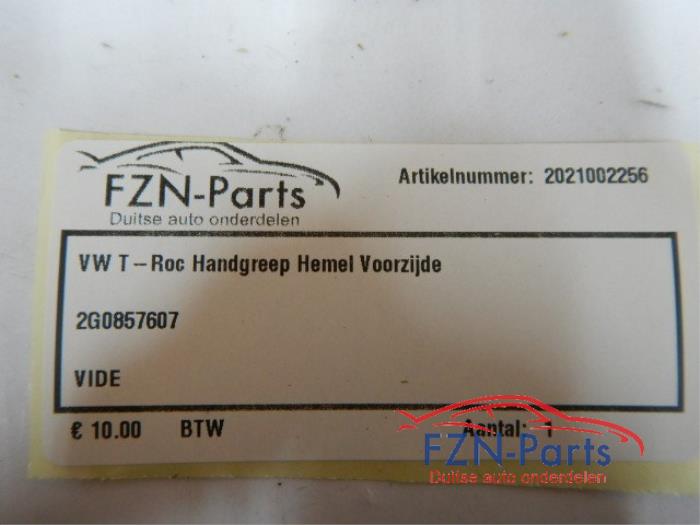 FZN-Parts
Duitse auto onderdelen
Artikelnummer: 2021002256
VW T-Roc Handgreep Hemel Voorzijde
2G0857607
VIDE
€ 10.00 BTW Aantal: 1
FZN-Parts
Duitse auto onderdelen